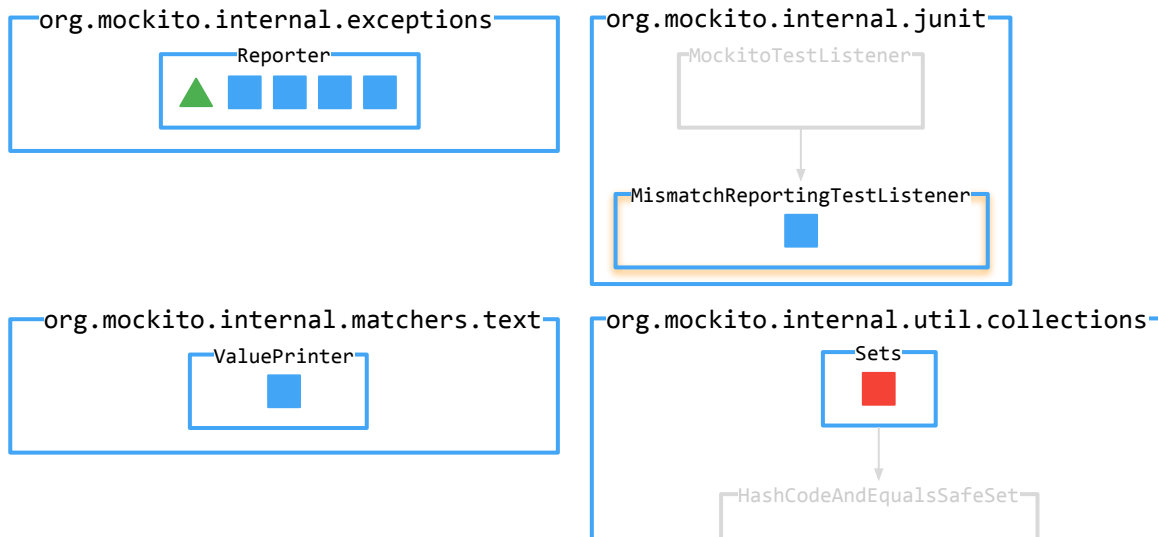 org.mockito.internal.exceptions
Reporter
org.mockito.internal.junit
MockitoTestListener
MismatchReportingTestListener
org.mockito.internal.matchers.text
ValuePrinter
org.mockito.internal.util.collections
Sets
HashCodeAndEqualsSafeSet